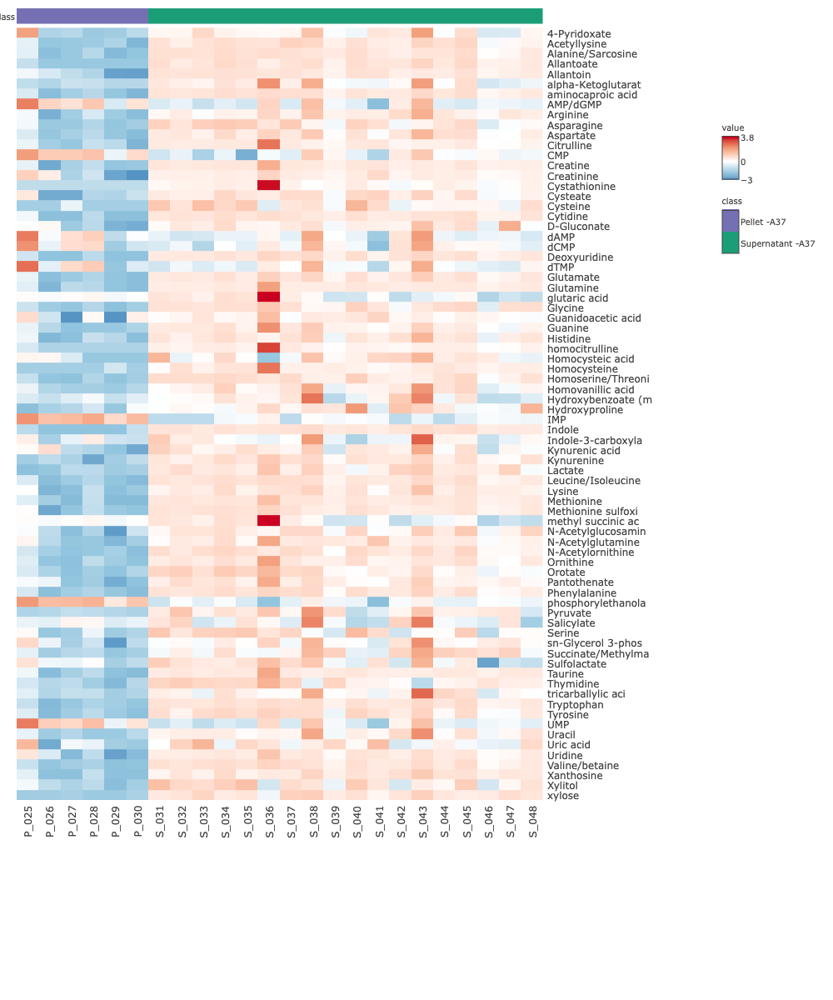 lass
4-Pyridoxate
Acetyllysine
Alanine/Sarcosine
Allantoate
Allantoin
alpha-Ketoglutarat
aminocaproic acid
AMP/dGMP
Arginine
Asparagine
Aspartate
Citrulline
CMP
Creatine
Creatinine
Cystathionine
Cysteate
Cysteine
Cytidine
D-Gluconate
dAMP
dCMP
Deoxyuridine
dTMP
Glutamate
Glutamine
glutaric acid
Glycine
Guanidoacetic acid
Guanine
Histidine
homocitrulline
Homocysteic acid
Homocysteine
Homoserine/Threoni
Homovanillic acid
Hydroxybenzoate (m
Hydroxyproline
IMP
Indole
Indole-3-carboxyla
Kynurenic acid
Kynurenine
Lactate
Leucine/Isoleucine
Lysine
Methionine
Methionine sulfoxi
methyl succinic ac
N-Acetylglucosamin
N-Acetylglutamine
N-Acetylornithine
Ornithine
Orotate
Pantothenate
Phenylalanine
phosphorylethanola
Pyruvate
Salicylate
Serine
sn-Glycerol 3-phos
Succinate/Methylma
Sulfolactate
Taurine
Thymidine
tricarballylic aci
Tryptophan
Tyrosine
UMP
Uracil
Uric acid
Uridine
Valine/betaine
Xanthosine
Xylitol
xylose
P_025
P_026
P_027
P_028
P_029
P_030
S_031
S_032
S_033
S_034
S_035
S_036
S_037
S_038
S_039
S_040
S_041
S_042
S_043
S_044
S_045
S_046
S_047
S_048
value
3.8
0
−3
class
Pellet -A37
Supernatant -A37